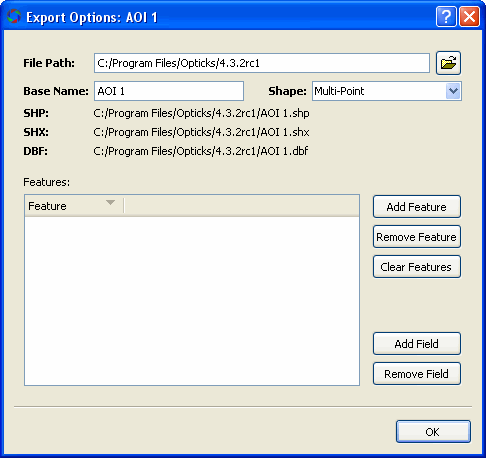 Export Options: AOI 1
File Path: C:/Program Files/Opticks/4.3.2rc1
Base Name: AOI 1 Shape: Multi-Point
SHP: C:/Program Files/Opticks/4.3.2rc1/AOI 1.shp
SHX: C:/Program Files/Opticks/4.3.2rc1/AOI 1.shx
DBF: C:/Program Files/Opticks/4.3.2rc1/AOI 1.dbf
Features:
Feature
Add Feature
Remove Feature
Clear Features
Add Field
Remove Field
OK